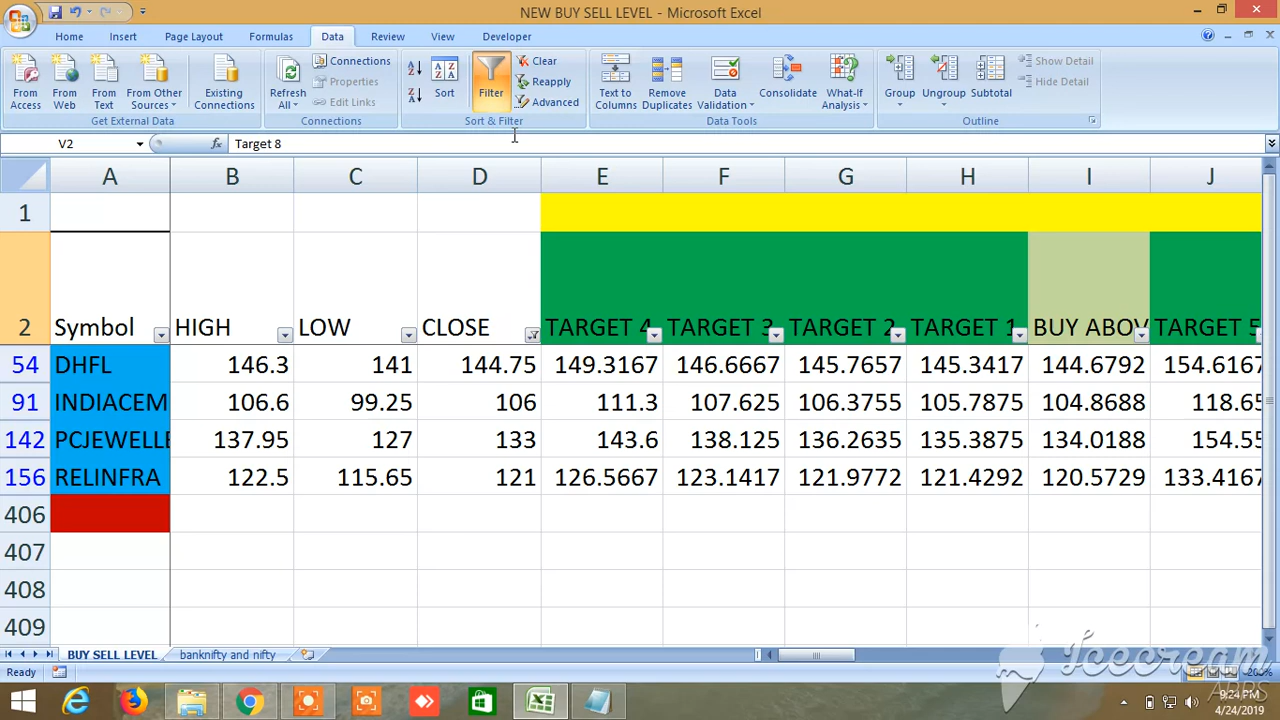 NEW BUY SELL LEVEL - Microsoft Excel
Home Insert Page Layout Formulas Data Review View Developer
From Access
From Web
From Text
From Other Sources
Existing Connections
Get External Data
Refresh All
Connections
Properties
Edit Links
Connections
Sort
Filter
Clear
Reapply
Advanced
Sort & Filter
Text to Columns
Remove Duplicates
Data Validation
Consolidate
What-If Analysis
Data Tools
Group
Ungroup
Subtotal
Show Detail
Hide Detail
Outline
V2 fx Target 8
A B C D E F G H I J
1
2 Symbol HIGH LOW CLOSE TARGET 4 TARGET 3 TARGET 2 TARGET 1 BUY ABOV TARGET 5
54 DHFL 146.3 141 144.75 149.3167 146.6667 145.7657 145.3417 144.6792 154.6167
91 INDIACEM 106.6 99.25 106 111.3 107.625 106.3755 105.7875 104.8688 118.65
142 PCJEWELLE 137.95 127 133 143.6 138.125 136.2635 135.3875 134.0188 154.55
156 RELINFRA 122.5 115.65 121 126.5667 123.1417 121.9772 121.4292 120.5729 133.4167
406
407
408
409
BUY SELL LEVEL banknifty and nifty
Ready 200%
Icecream
APPS
9:24 PM
4/24/2019